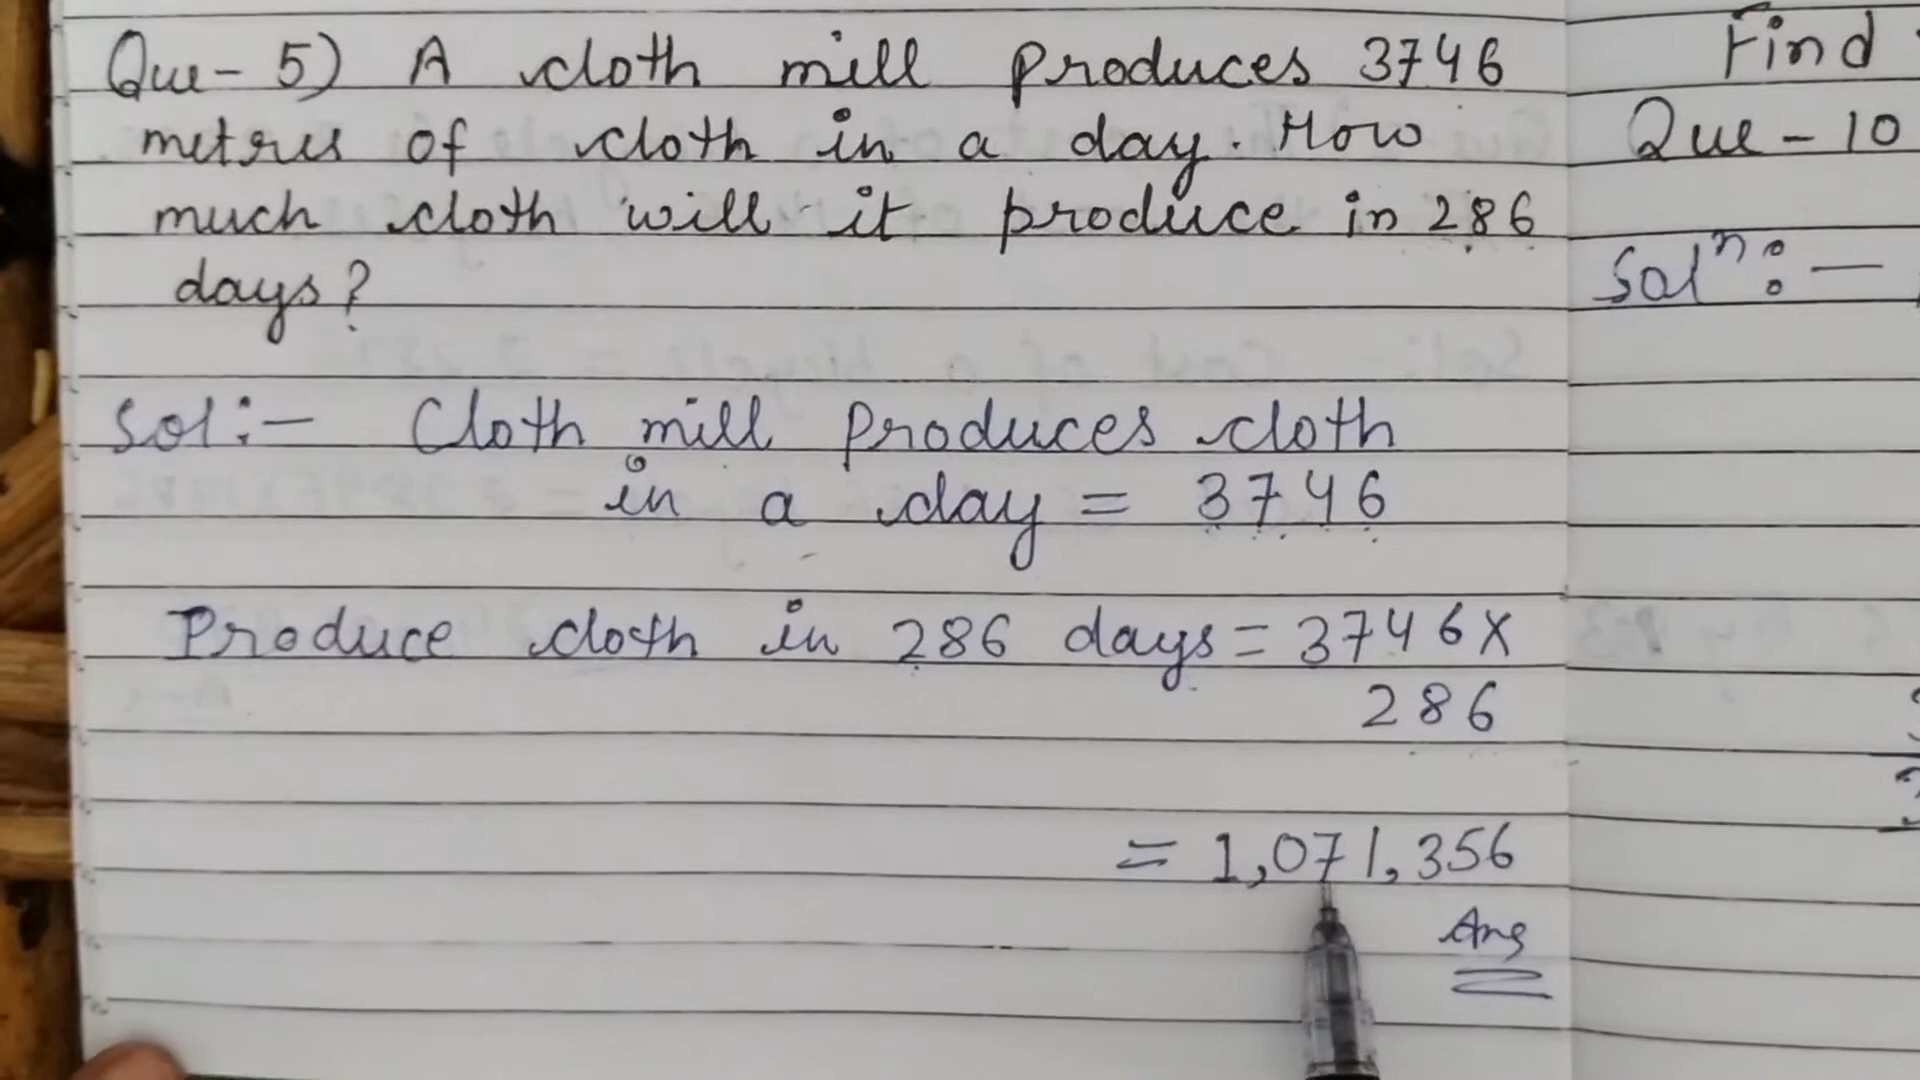 Que- 5) A cloth mill produces 3746
metres of cloth in a day. How
much cloth will it produce in 286
days?
Sol:- Cloth mill produces cloth
in a day = 3746
Produce cloth in 286 days = 3746 X
286
= 1,071,356
Ans
Find
Que - 10
Solⁿ: —